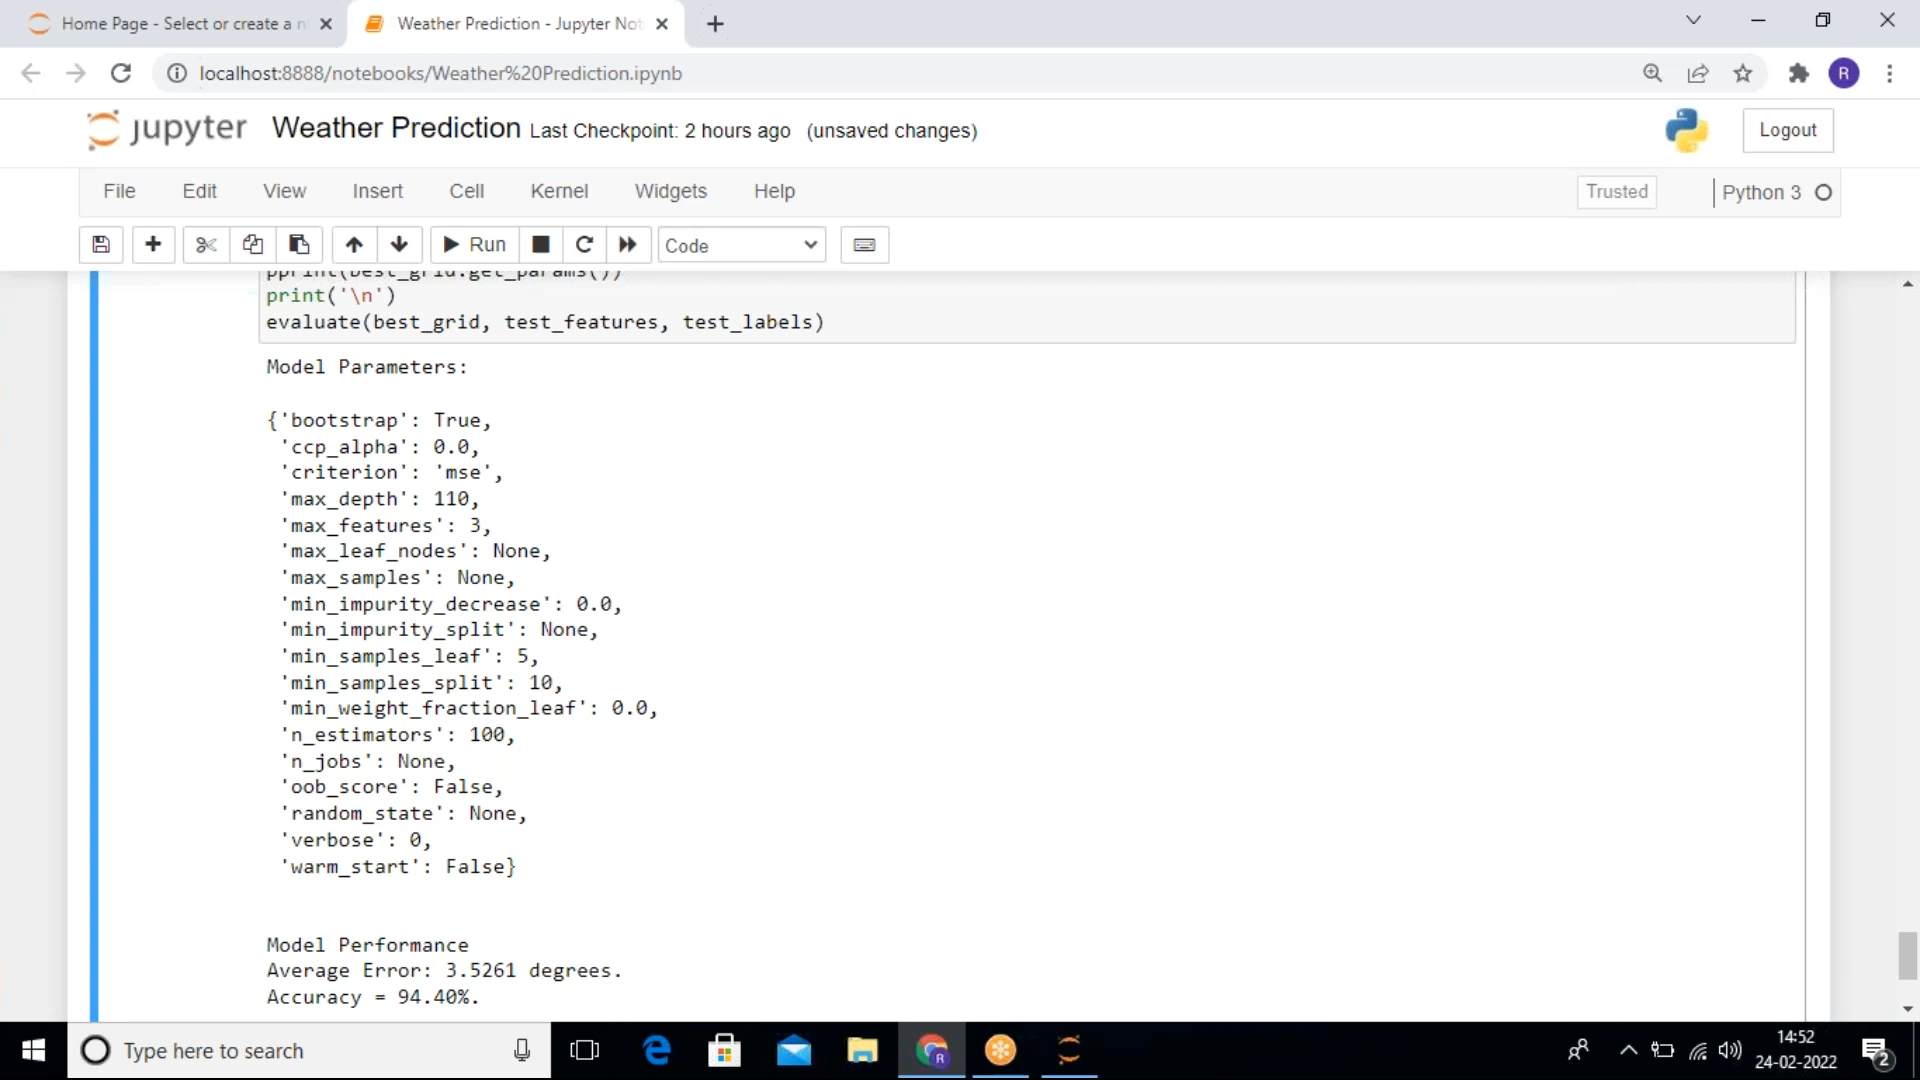 Home Page - Select or create a n
Weather Prediction - Jupyter Not
localhost:8888/notebooks/Weather%20Prediction.ipynb
R
jupyter
Weather Prediction
Last Checkpoint: 2 hours ago (unsaved changes)
Logout
File
Edit
View
Insert
Cell
Kernel
Widgets
Help
Trusted
Python 3
Run
Code
pprint(best_grid.get_params())
print('\n')
evaluate(best_grid, test_features, test_labels)
Model Parameters:
{'bootstrap': True,
'ccp_alpha': 0.0,
'criterion': 'mse',
'max_depth': 110,
'max_features': 3,
'max_leaf_nodes': None,
'max_samples': None,
'min_impurity_decrease': 0.0,
'min_impurity_split': None,
'min_samples_leaf': 5,
'min_samples_split': 10,
'min_weight_fraction_leaf': 0.0,
'n_estimators': 100,
'n_jobs': None,
'oob_score': False,
'random_state': None,
'verbose': 0,
'warm_start': False}
Model Performance
Average Error: 3.5261 degrees.
Accuracy = 94.40%.
Type here to search
R
14:52
24-02-2022
2